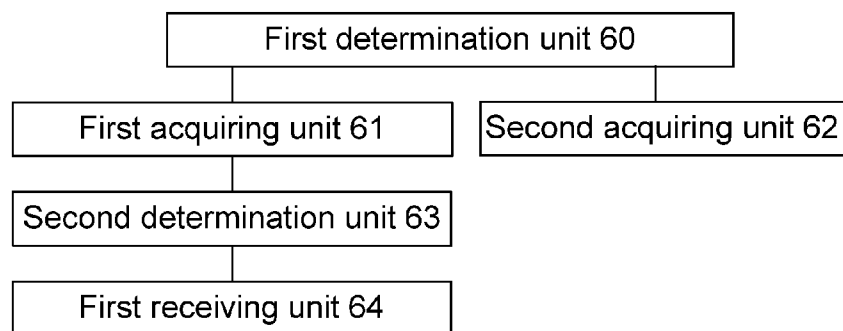 First determination unit 60
First acquiring unit 61
Second acquiring unit 62
Second determination unit 63
First receiving unit 64